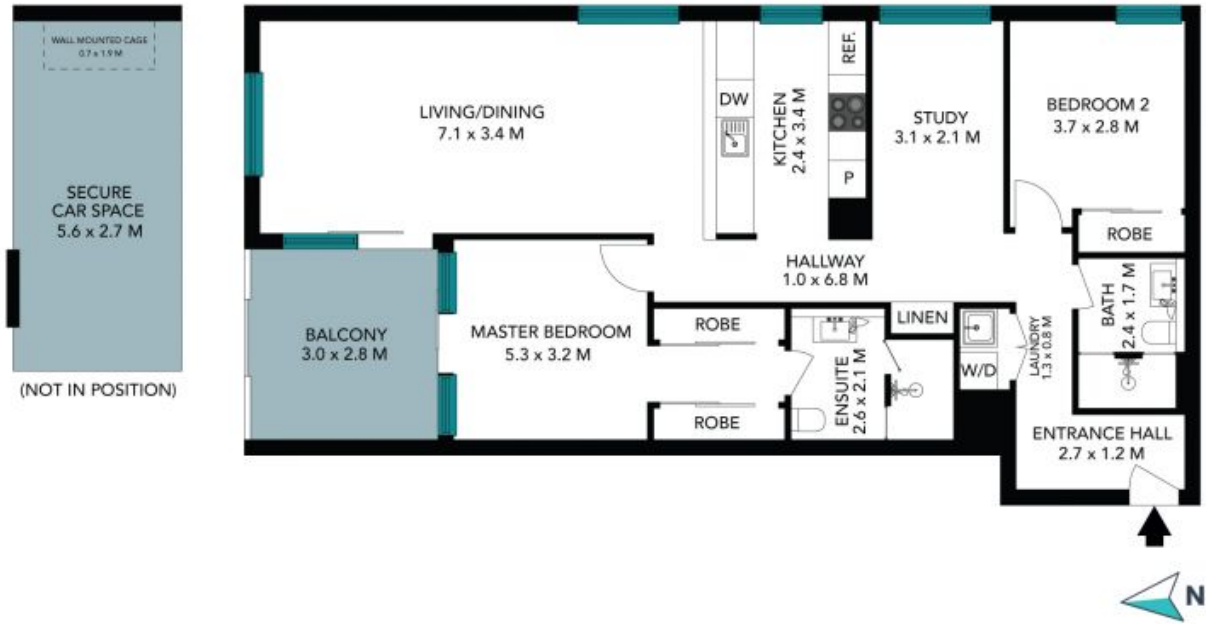 WALL MOUNTED CAGE
0.7 x 1.9 M
SECURE
CAR SPACE
5.6 x 2.7 M
(NOT IN POSITION)
LIVING/DINING
7.1 x 3.4 M
DW
KITCHEN
2.4 x 3.4 M
REF.
P
STUDY
3.1 x 2.1 M
BEDROOM 2
3.7 x 2.8 M
ROBE
HALLWAY
1.0 x 6.8 M
BALCONY
3.0 x 2.8 M
MASTER BEDROOM
5.3 x 3.2 M
ROBE
ROBE
ENSUITE
2.6 x 2.1 M
LINEN
W/D
LAUNDRY
1.3 x 0.8 M
BATH
2.4 x 1.7 M
ENTRANCE HALL
2.7 x 1.2 M
N